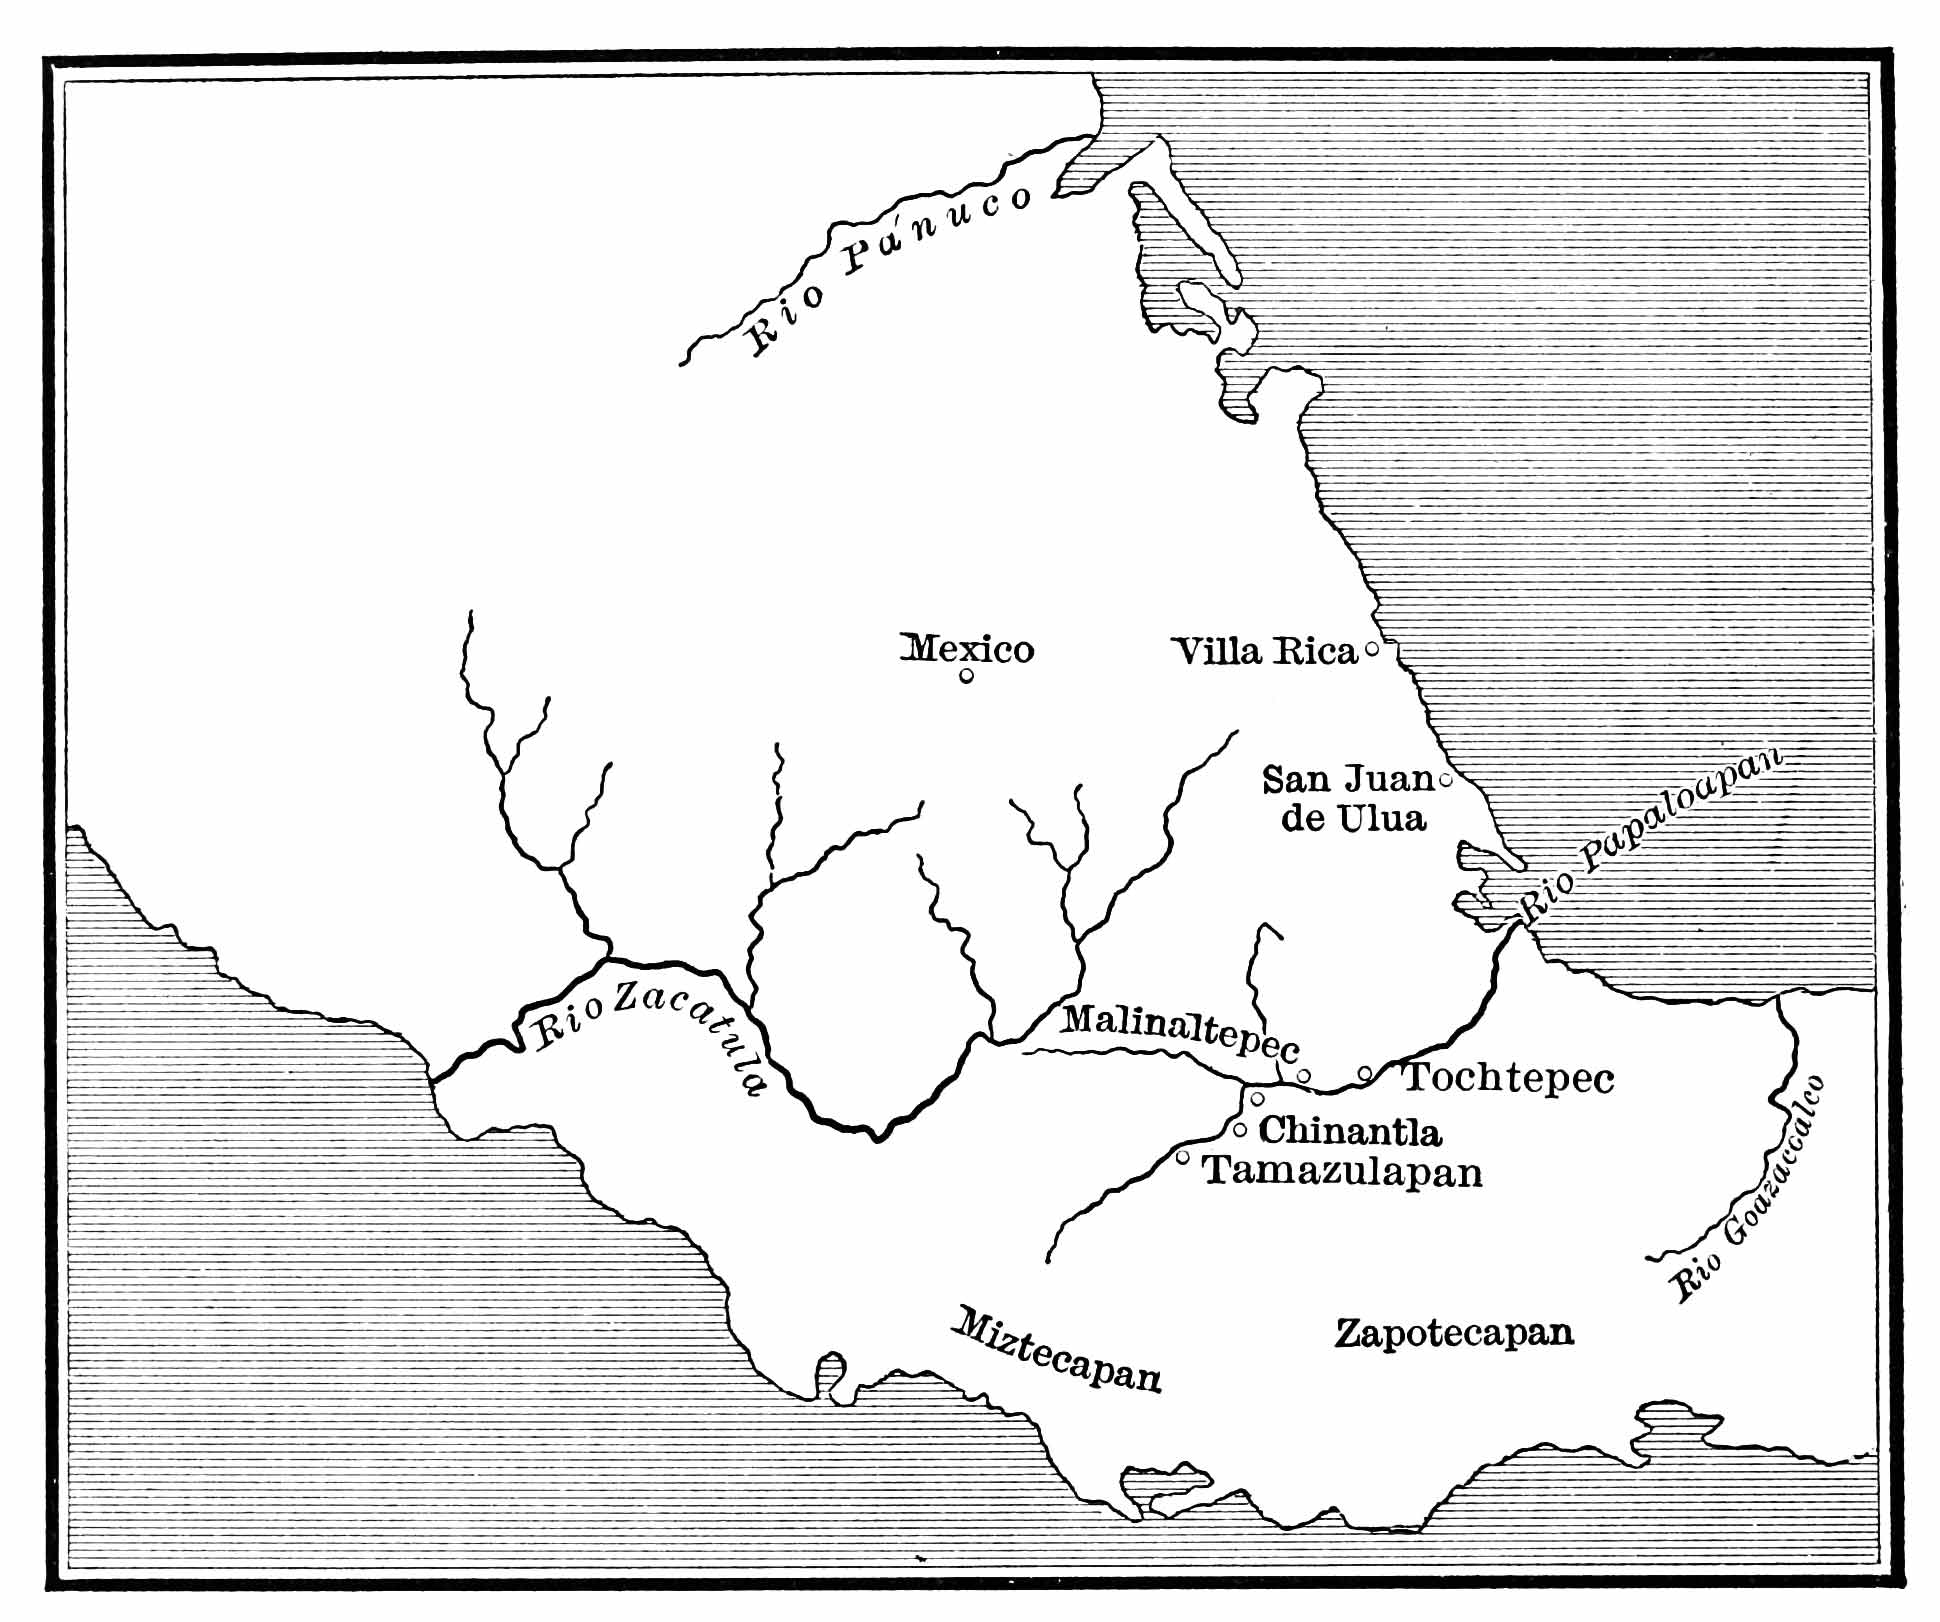 Rio Pánuco
Mexico
Villa Rica
San Juan
de Ulua
Rio Papaloapan
Rio Zacatula
Malinaltepec
Tochtepec
Chinantla
Tamazulapan
Rio Goazaccalco
Miztecapan
Zapotecapan